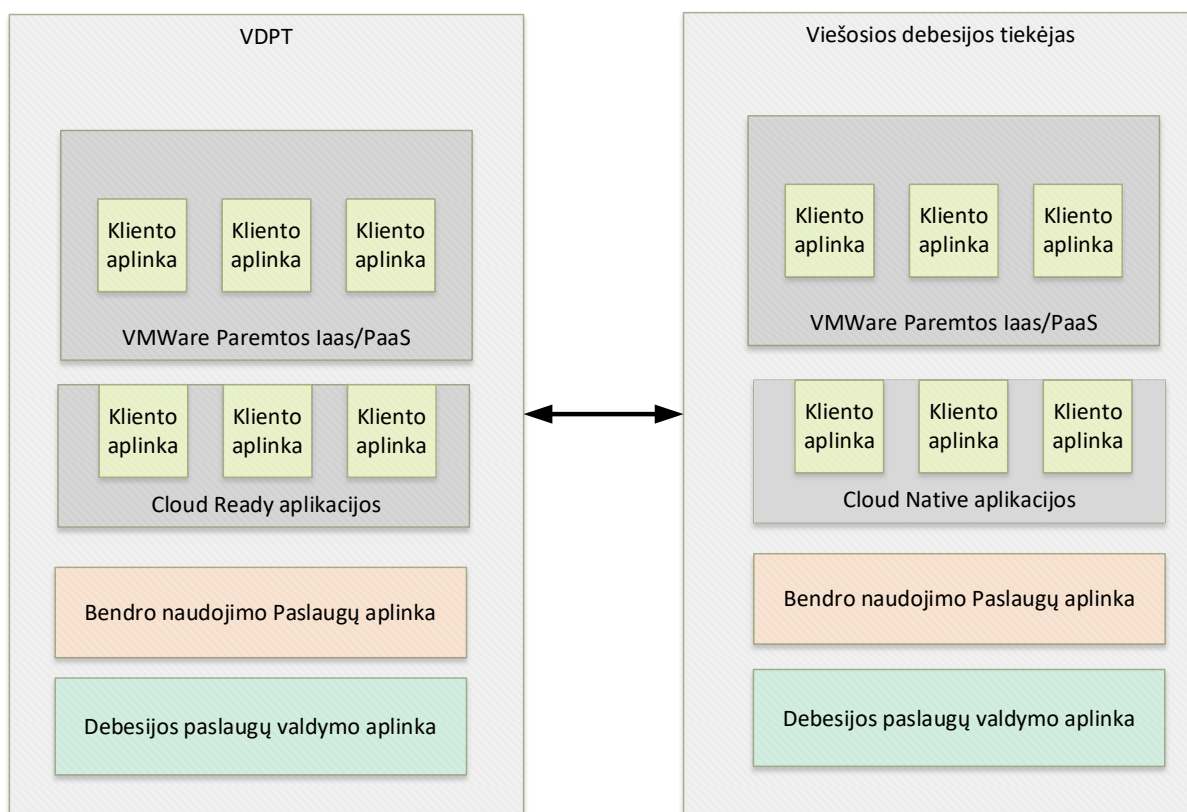 VDPT
Kliento
aplinka
Kliento
aplinka
Kliento
aplinka
VMWare Paremtos Iaas/PaaS
Kliento
aplinka
Kliento
aplinka
Kliento
aplinka
Cloud Ready aplikacijos
Bendro naudojimo Paslaugų aplinka
Debesijos paslaugų valdymo aplinka
Viešosios debesijos tiekėjas
Kliento
aplinka
Kliento
aplinka
Kliento
aplinka
VMWare Paremtos Iaas/PaaS
Kliento
aplinka
Kliento
aplinka
Kliento
aplinka
Cloud Native aplikacijos
Bendro naudojimo Paslaugų aplinka
Debesijos paslaugų valdymo aplinka